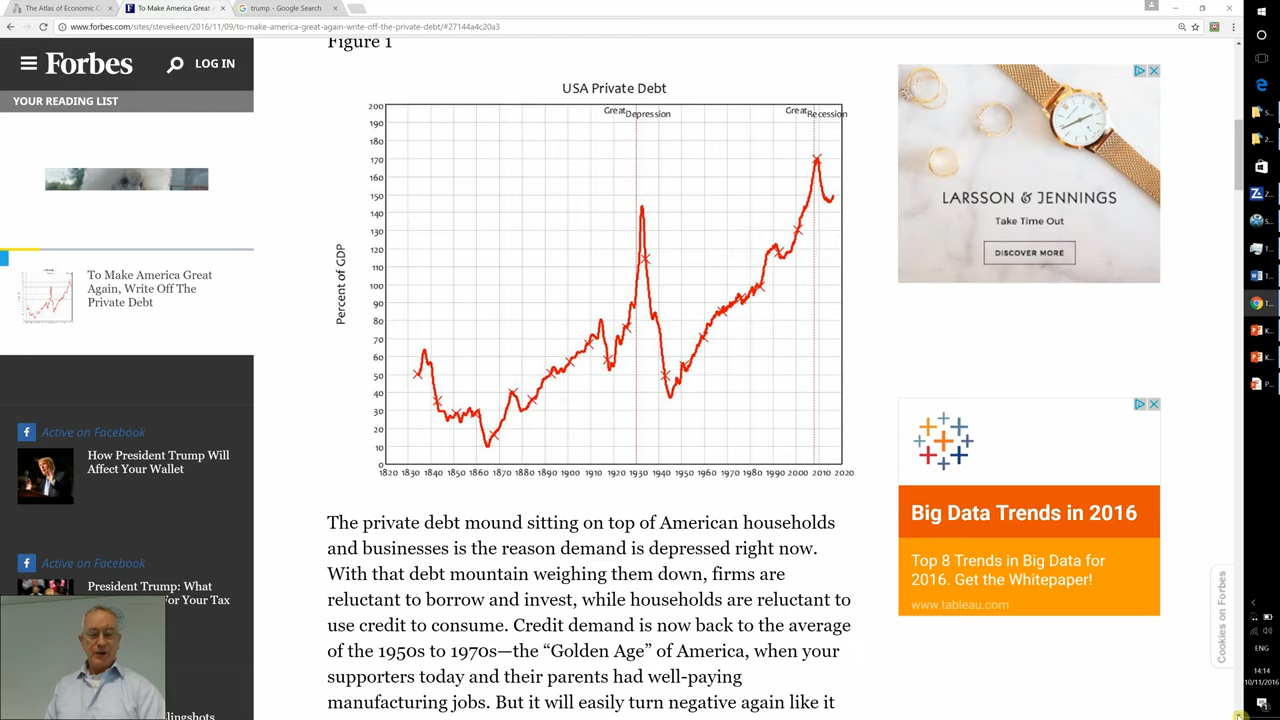 The Atlas of Economic C
To Make America Great
trump - Google Search
www.forbes.com/sites/stevekeen/2016/11/09/to-make-america-great-again-write-off-the-private-debt/#27144a4c20a3
Forbes
LOG IN
YOUR READING LIST
To Make America Great
Again, Write Off The
Private Debt
Active on Facebook
How President Trump Will
Affect Your Wallet
Active on Facebook
President Trump: What
For Your Tax
lingshots
Figure 1
USA Private Debt
Great Depression
Great Recession
Percent of GDP
200
190
180
170
160
150
140
130
120
110
100
90
80
70
60
50
40
30
20
10
0
1820 1830 1840 1850 1860 1870 1880 1890 1900 1910 1920 1930 1940 1950 1960 1970 1980 1990 2000 2010 2020
The private debt mound sitting on top of American households
and businesses is the reason demand is depressed right now.
With that debt mountain weighing them down, firms are
reluctant to borrow and invest, while households are reluctant to
use credit to consume. Credit demand is now back to the average
of the 1950s to 1970s—the “Golden Age” of America, when your
supporters today and their parents had well-paying
manufacturing jobs. But it will easily turn negative again like it
LARSSON & JENNINGS
Take Time Out
DISCOVER MORE
Big Data Trends in 2016
Top 8 Trends in Big Data for
2016. Get the Whitepaper!
www.tableau.com
Cookies on Forbes
S...
2...
Z...
S...
T...
T...
T...
K...
K...
P...
ENG
14:14
10/11/2016